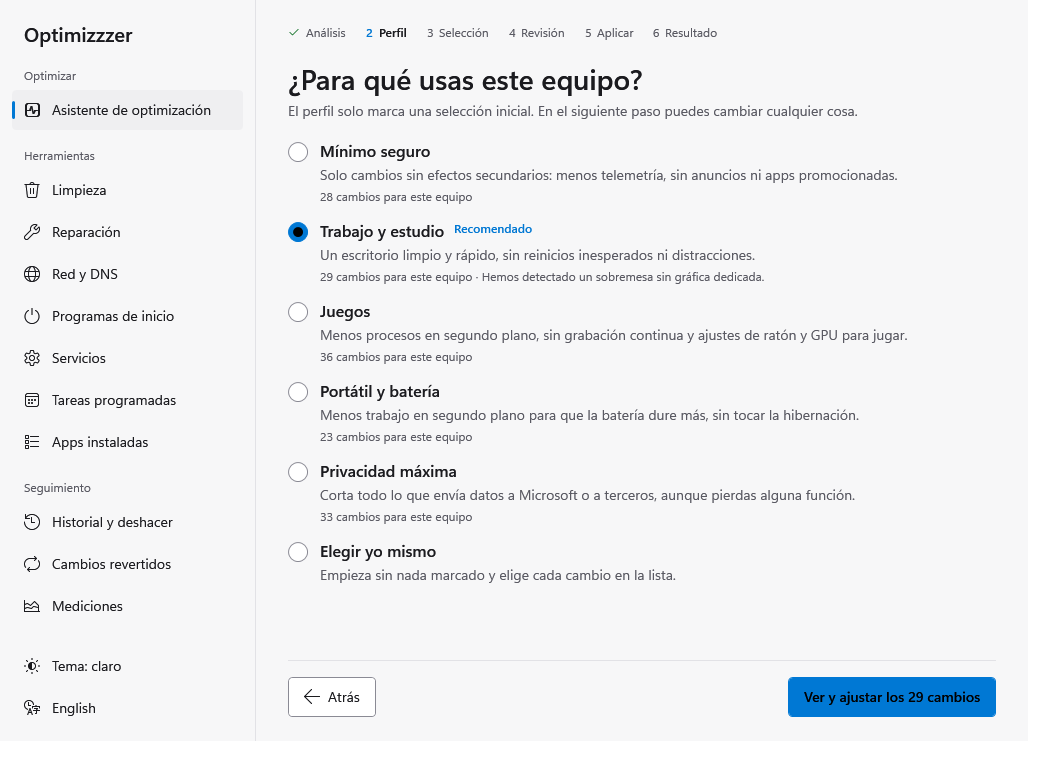 Optimizzzer
Optimizar
Asistente de optimización
Herramientas
Limpieza
Reparación
Red y DNS
Programas de inicio
Servicios
Tareas programadas
Apps instaladas
Seguimiento
Historial y deshacer
Cambios revertidos
Mediciones
Tema: claro
English
Análisis 2 Perfil 3 Selección 4 Revisión 5 Aplicar 6 Resultado
¿Para qué usas este equipo?
El perfil solo marca una selección inicial. En el siguiente paso puedes cambiar cualquier cosa.
Mínimo seguro
Solo cambios sin efectos secundarios: menos telemetría, sin anuncios ni apps promocionadas.
28 cambios para este equipo
Trabajo y estudio Recomendado
Un escritorio limpio y rápido, sin reinicios inesperados ni distracciones.
29 cambios para este equipo · Hemos detectado un sobremesa sin gráfica dedicada.
Juegos
Menos procesos en segundo plano, sin grabación continua y ajustes de ratón y GPU para jugar.
36 cambios para este equipo
Portátil y batería
Menos trabajo en segundo plano para que la batería dure más, sin tocar la hibernación.
23 cambios para este equipo
Privacidad máxima
Corta todo lo que envía datos a Microsoft o a terceros, aunque pierdas alguna función.
33 cambios para este equipo
Elegir yo mismo
Empieza sin nada marcado y elige cada cambio en la lista.
Atrás
Ver y ajustar los 29 cambios